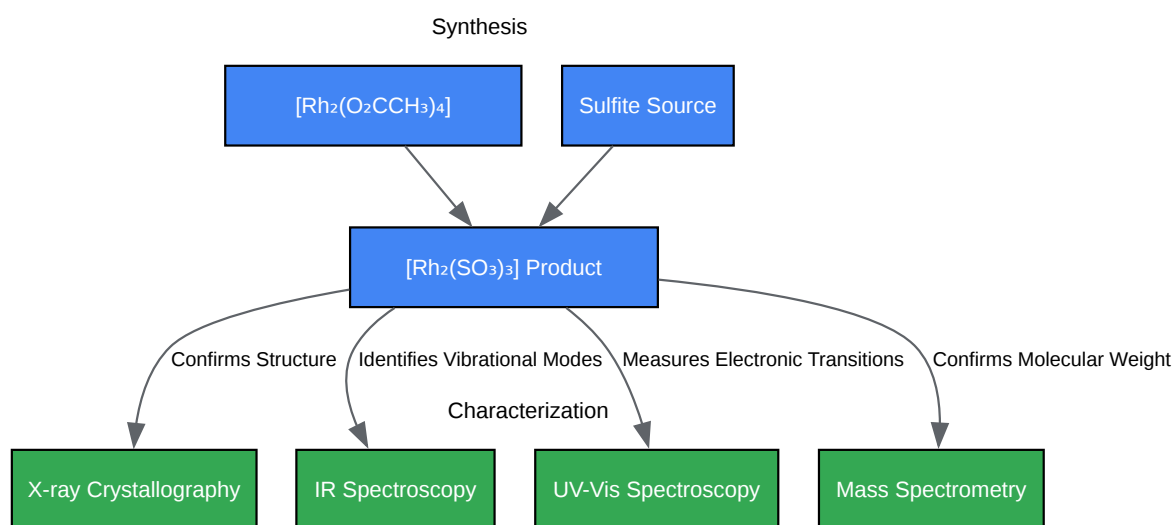 Synthesis
[Rh₂(O₂CCH₃)₄]
Sulfite Source
[Rh₂(SO₃)₃] Product
Confirms Structure
Identifies Vibrational Modes
Measures Electronic Transitions
Confirms Molecular Weight
Characterization
X-ray Crystallography
IR Spectroscopy
UV-Vis Spectroscopy
Mass Spectrometry